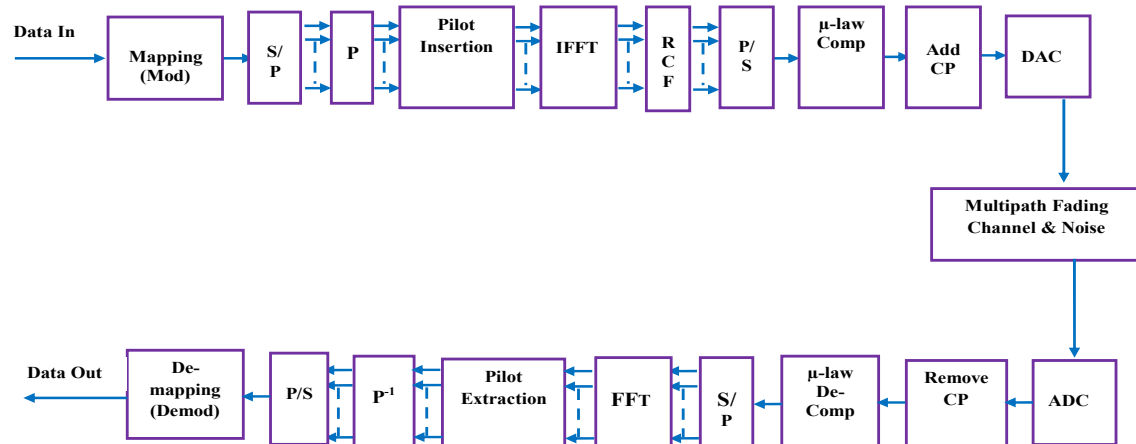 Data In
Mapping
(Mod)
S/
P
P
Pilot
Insertion
IFFT
R
C
F
P/
S
µ-law
Comp
Add
CP
DAC
Multipath Fading
Channel & Noise
Data Out
De-
mapping
(Demod)
P/S
P-1
Pilot
Extraction
FFT
S/
P
µ-law
De-
Comp
Remove
CP
ADC